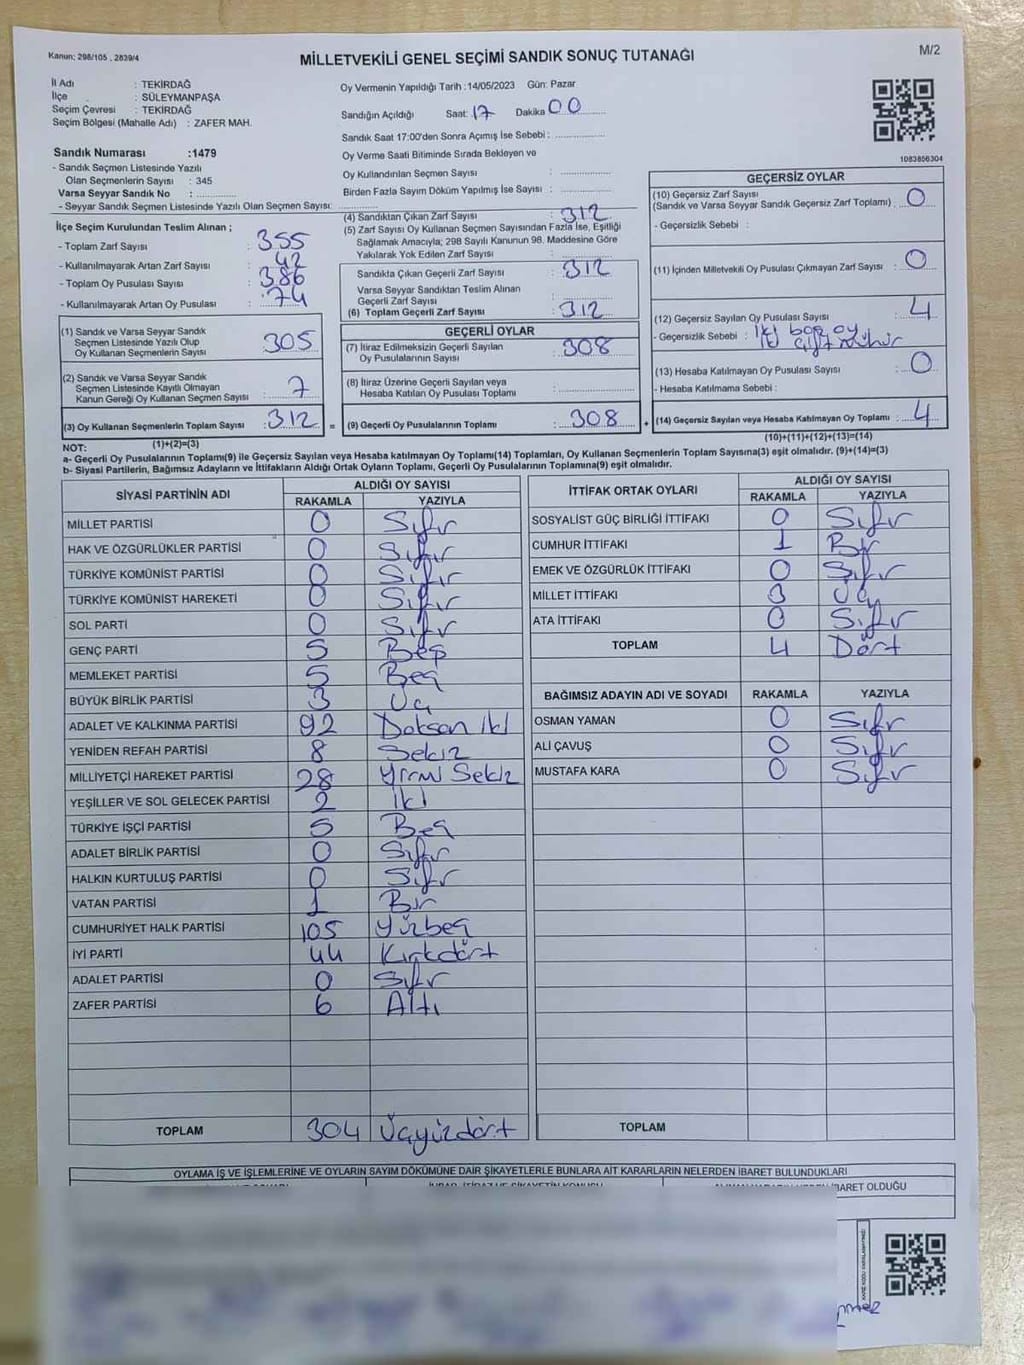 Kanun: 298/105 , 2839/4
M/2
MİLLETVEKİLİ GENEL SEÇİMİ SANDIK SONUÇ TUTANAĞI
İl Adı : TEKİRDAĞ
İlçe : SÜLEYMANPAŞA
Seçim Çevresi : TEKİRDAĞ
Seçim Bölgesi (Mahalle Adı) : ZAFER MAH.
Sandık Numarası :1479
- Sandık Seçmen Listesinde Yazılı
Olan Seçmenlerin Sayısı : 345
Varsa Seyyar Sandık No :
- Seyyar Sandık Seçmen Listesinde Yazılı Olan Seçmen Sayısı:
Oy Vermenin Yapıldığı Tarih :14/05/2023 Gün: Pazar
Sandığın Açıldığı Saat: 17 Dakika 00
Sandık Saat 17:00'den Sonra Açımış İse Sebebi :
Oy Verme Saati Bitiminde Sırada Bekleyen ve
Oy Kullandırılan Seçmen Sayısı :
Birden Fazla Sayım Döküm Yapılmış İse Sayısı :
1083856304
İlçe Seçim Kurulundan Teslim Alınan ;
- Toplam Zarf Sayısı : 355
- Kullanılmayarak Artan Zarf Sayısı : 42
- Toplam Oy Pusulası Sayısı : 386
- Kullanılmayarak Artan Oy Pusulası : 74
(1) Sandık ve Varsa Seyyar Sandık
Seçmen Listesinde Yazılı Olup
Oy Kullanan Seçmenlerin Sayısı : 305
(2) Sandık ve Varsa Seyyar Sandık
Seçmen Listesinde Kayıtlı Olmayan
Kanun Gereği Oy Kullanan Seçmen Sayısı : 7
(3) Oy Kullanan Seçmenlerin Toplam Sayısı : 312
(1)+(2)=(3)
(4) Sandıktan Çıkan Zarf Sayısı : 312
(5) Zarf Sayısı Oy Kullanan Seçmen Sayısından Fazla İse, Eşitliği
Sağlamak Amacıyla; 298 Sayılı Kanunun 98. Maddesine Göre
Yakılarak Yok Edilen Zarf Sayısı :
Sandıkta Çıkan Geçerli Zarf Sayısı : 312
Varsa Seyyar Sandıktan Teslim Alınan
Geçerli Zarf Sayısı :
(6) Toplam Geçerli Zarf Sayısı : 312
GEÇERLİ OYLAR
(7) İtiraz Edilmeksizin Geçerli Sayılan
Oy Pusulalarının Sayısı : 308
(8) İtiraz Üzerine Geçerli Sayılan veya
Hesaba Katılan Oy Pusulası Toplamı :
= (9) Geçerli Oy Pusulalarının Toplamı : 308 +
GEÇERSİZ OYLAR
(10) Geçersiz Zarf Sayısı
(Sandık ve Varsa Seyyar Sandık Geçersiz Zarf Toplamı) : 0
- Geçersizlik Sebebi :
(11) İçinden Milletvekili Oy Pusulası Çıkmayan Zarf Sayısı : 0
(12) Geçersiz Sayılan Oy Pusulası Sayısı : 4
- Geçersizlik Sebebi : İki boş oy
iki çift mühür
(13) Hesaba Katılmayan Oy Pusulası Sayısı : 0
- Hesaba Katılmama Sebebi :
(14) Geçersiz Sayılan veya Hesaba Katılmayan Oy Toplamı : 4
(10)+(11)+(12)+(13)=(14)
NOT:
a- Geçerli Oy Pusulalarının Toplamı(9) ile Geçersiz Sayılan veya Hesaba katılmayan Oy Toplamı(14) Toplamları, Oy Kullanan Seçmenlerin Toplam Sayısına(3) eşit olmalıdır. (9)+(14)=(3)
b- Siyasi Partilerin, Bağımsız Adayların ve İttifakların Aldığı Ortak Oyların Toplamı, Geçerli Oy Pusulalarının Toplamına(9) eşit olmalıdır.
SİYASİ PARTİNİN ADI ALDIĞI OY SAYISI
RAKAMLA YAZIYLA
MİLLET PARTİSİ 0 Sıfır
HAK VE ÖZGÜRLÜKLER PARTİSİ 0 Sıfır
TÜRKİYE KOMÜNİST PARTİSİ 0 Sıfır
TÜRKİYE KOMÜNİST HAREKETİ 0 Sıfır
SOL PARTİ 0 Sıfır
GENÇ PARTİ 5 Beş
MEMLEKET PARTİSİ 5 Beş
BÜYÜK BİRLİK PARTİSİ 3 Üç
ADALET VE KALKINMA PARTİSİ 92 Doksan iki
YENİDEN REFAH PARTİSİ 8 Sekiz
MİLLİYETÇİ HAREKET PARTİSİ 28 Yirmi Sekiz
YEŞİLLER VE SOL GELECEK PARTİSİ 2 İki
TÜRKİYE İŞÇİ PARTİSİ 5 Beş
ADALET BİRLİK PARTİSİ 0 Sıfır
HALKIN KURTULUŞ PARTİSİ 0 Sıfır
VATAN PARTİSİ 1 Bir
CUMHURİYET HALK PARTİSİ 105 Yüzbeş
İYİ PARTİ 44 Kırkdört
ADALET PARTİSİ 0 Sıfır
ZAFER PARTİSİ 6 Altı
TOPLAM 304 Üçyüzdört
İTTİFAK ORTAK OYLARI ALDIĞI OY SAYISI
RAKAMLA YAZIYLA
SOSYALİST GÜÇ BİRLİĞİ İTTİFAKI 0 Sıfır
CUMHUR İTTİFAKI 1 Bir
EMEK VE ÖZGÜRLÜK İTTİFAKI 0 Sıfır
MİLLET İTTİFAKI 3 Üç
ATA İTTİFAKI 0 Sıfır
TOPLAM 4 Dört
BAĞIMSIZ ADAYIN ADI VE SOYADI RAKAMLA YAZIYLA
OSMAN YAMAN 0 Sıfır
ALİ ÇAVUŞ 0 Sıfır
MUSTAFA KARA 0 Sıfır
TOPLAM
OYLAMA İŞ VE İŞLEMLERİNE VE OYLARIN SAYIM DÖKÜMÜNE DAİR ŞİKAYETLERLE BUNLARA AİT KARARLARIN NELERDEN İBARET BULUNDUKLARI
İBARET OLDUĞU